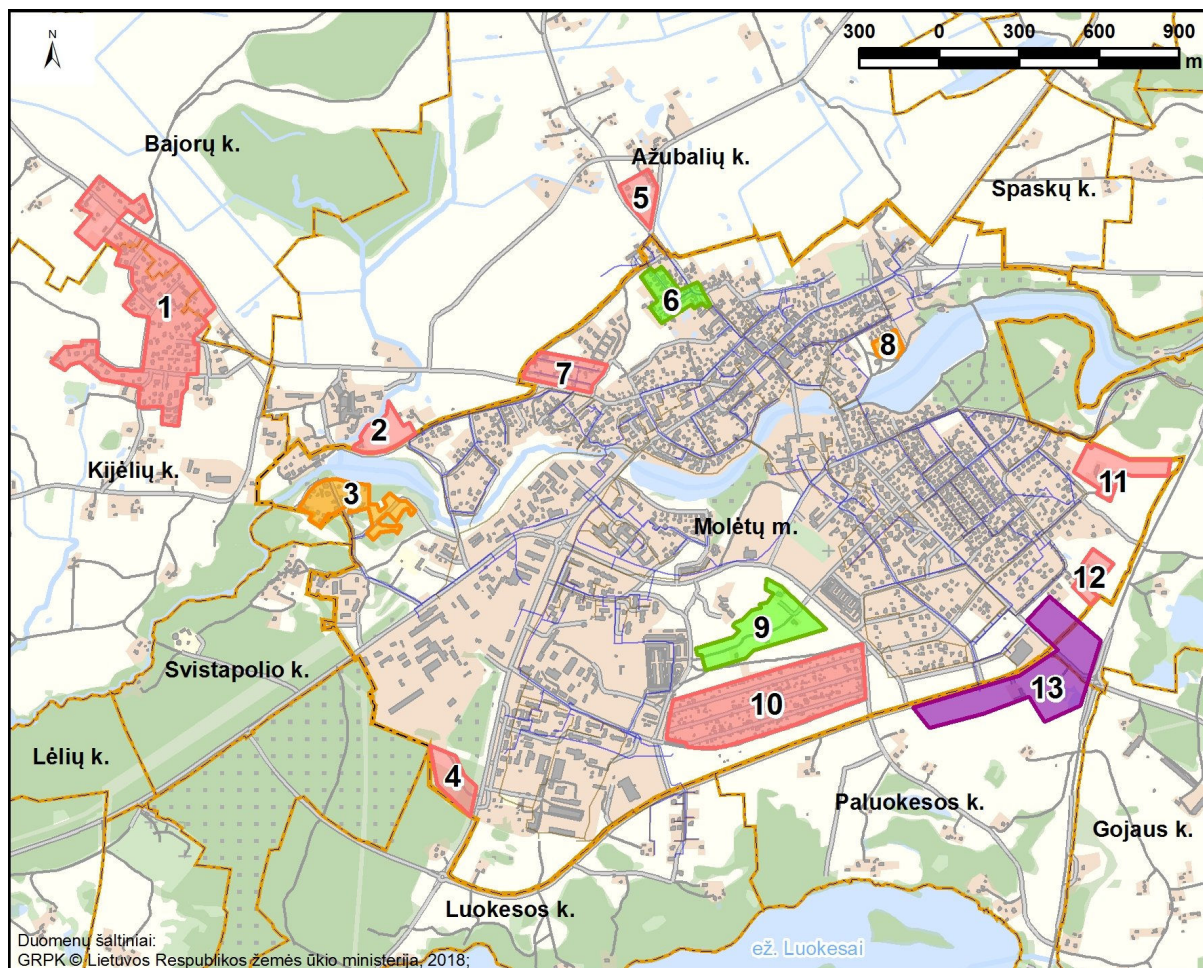 N
300 0 300 600 900
m
Bajorų k.
Ažubalių k.
Spaskų k.
5
1
6
8
7
2
Kijėlių k.
3
11
Molėtų m.
12
9
Svistapolio k.
13
10
Lėlių k.
4
Paluokesos k.
Gojaus k.
Luokesos k.
Duomenų šaltiniai:
ež. Luokesai
GRPK © Lietuvos Respublikos žemės ūkio ministerija, 2018;